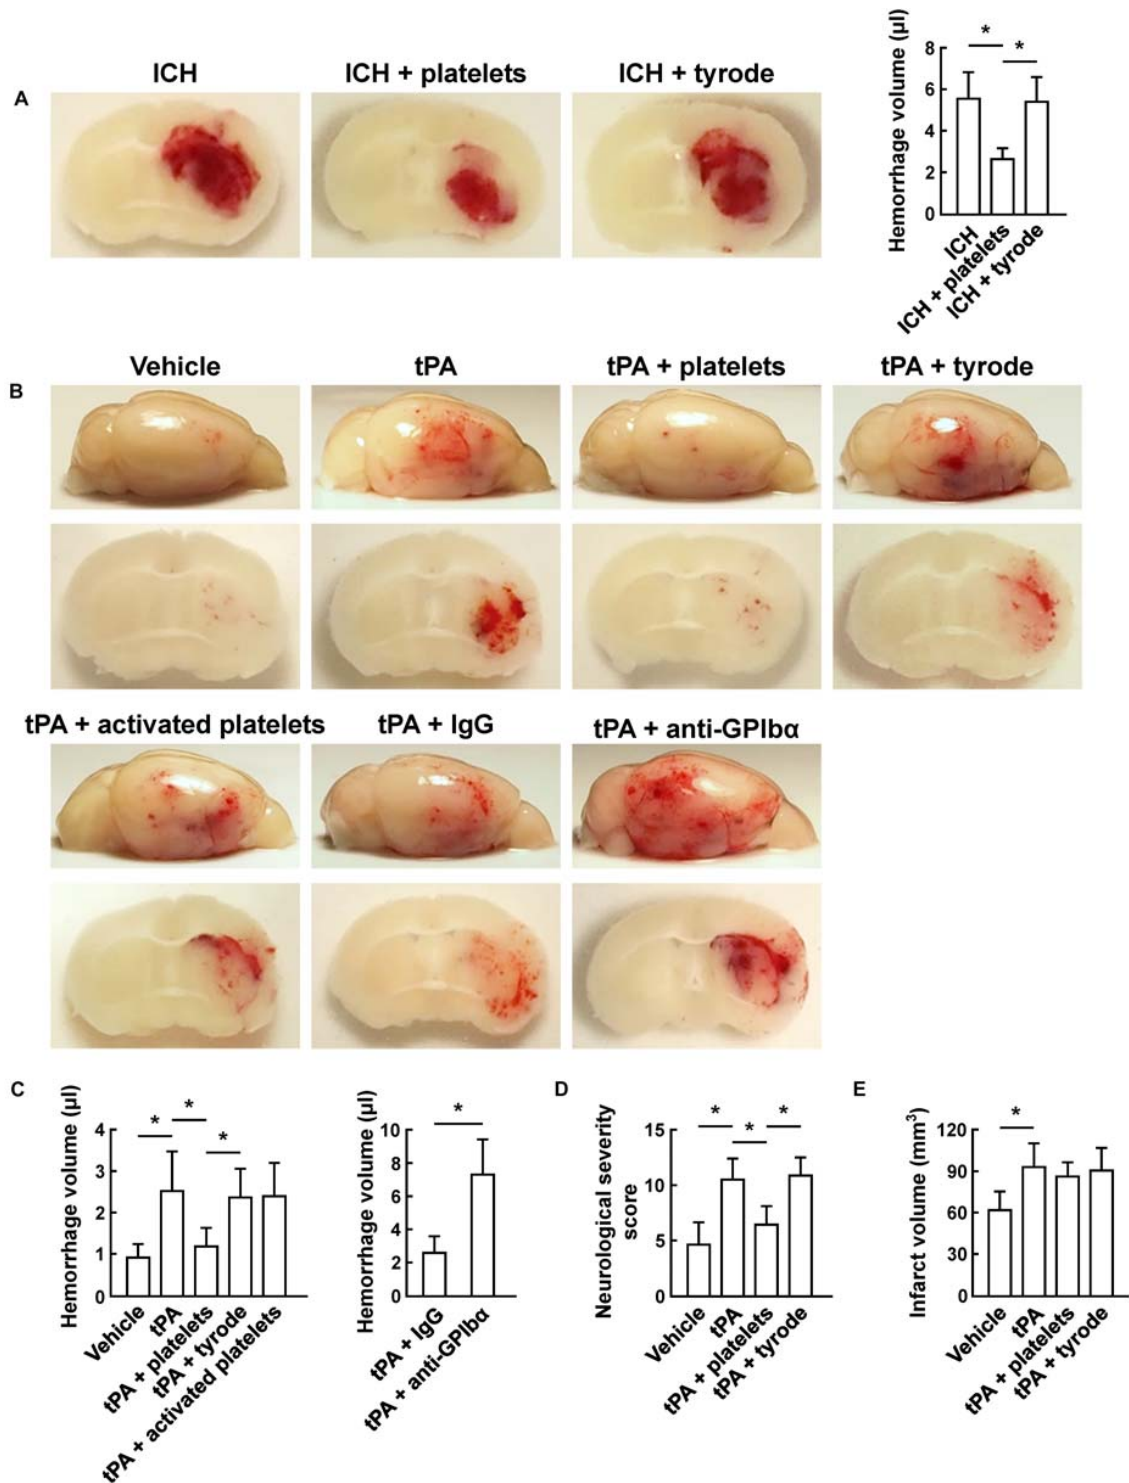 A
ICH
ICH + platelets
ICH + tyrode
Hemorrhage volume (µl)
8
6
4
2
0
*
*
ICH
ICH + platelets
ICH + tyrode
B
Vehicle
tPA
tPA + platelets
tPA + tyrode
tPA + activated platelets
tPA + IgG
tPA + anti-GPIbα
C
Hemorrhage volume (µl)
4
3
2
1
0
*
*
*
Vehicle
tPA
tPA + platelets
tPA + tyrode
tPA + activated platelets
Hemorrhage volume (µl)
10
8
6
4
2
0
*
tPA + IgG
tPA + anti-GPIbα
D
Neurological severity
score
15
10
5
0
*
*
*
Vehicle
tPA
tPA + platelets
tPA + tyrode
E
Infarct volume (mm³)
120
90
60
30
0
*
Vehicle
tPA
tPA + platelets
tPA + tyrode